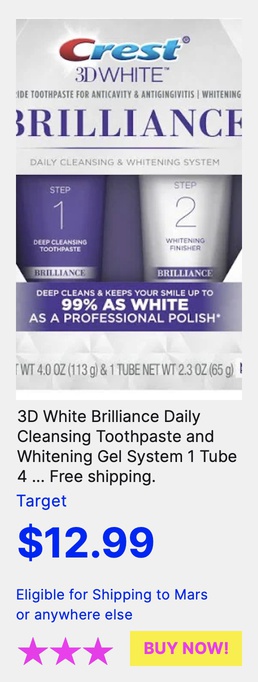 Crest®
3DWHITE™
IDE TOOTHPASTE FOR ANTICAVITY & ANTIGINGIVITIS | WHITENING
BRILLIANCE
DAILY CLEANSING & WHITENING SYSTEM
STEP
1
DEEP CLEANSING
TOOTHPASTE
BRILLIANCE
STEP
2
WHITENING
FINISHER
BRILLIANCE
DEEP CLEANS & KEEPS YOUR SMILE UP TO
99% AS WHITE
AS A PROFESSIONAL POLISH*
WT 4.0 OZ (113 g) & 1 TUBE NET WT 2.3 OZ (65 g)
3D White Brilliance Daily
Cleansing Toothpaste and
Whitening Gel System 1 Tube
4 ... Free shipping.
Target
$12.99
Eligible for Shipping to Mars
or anywhere else
BUY NOW!